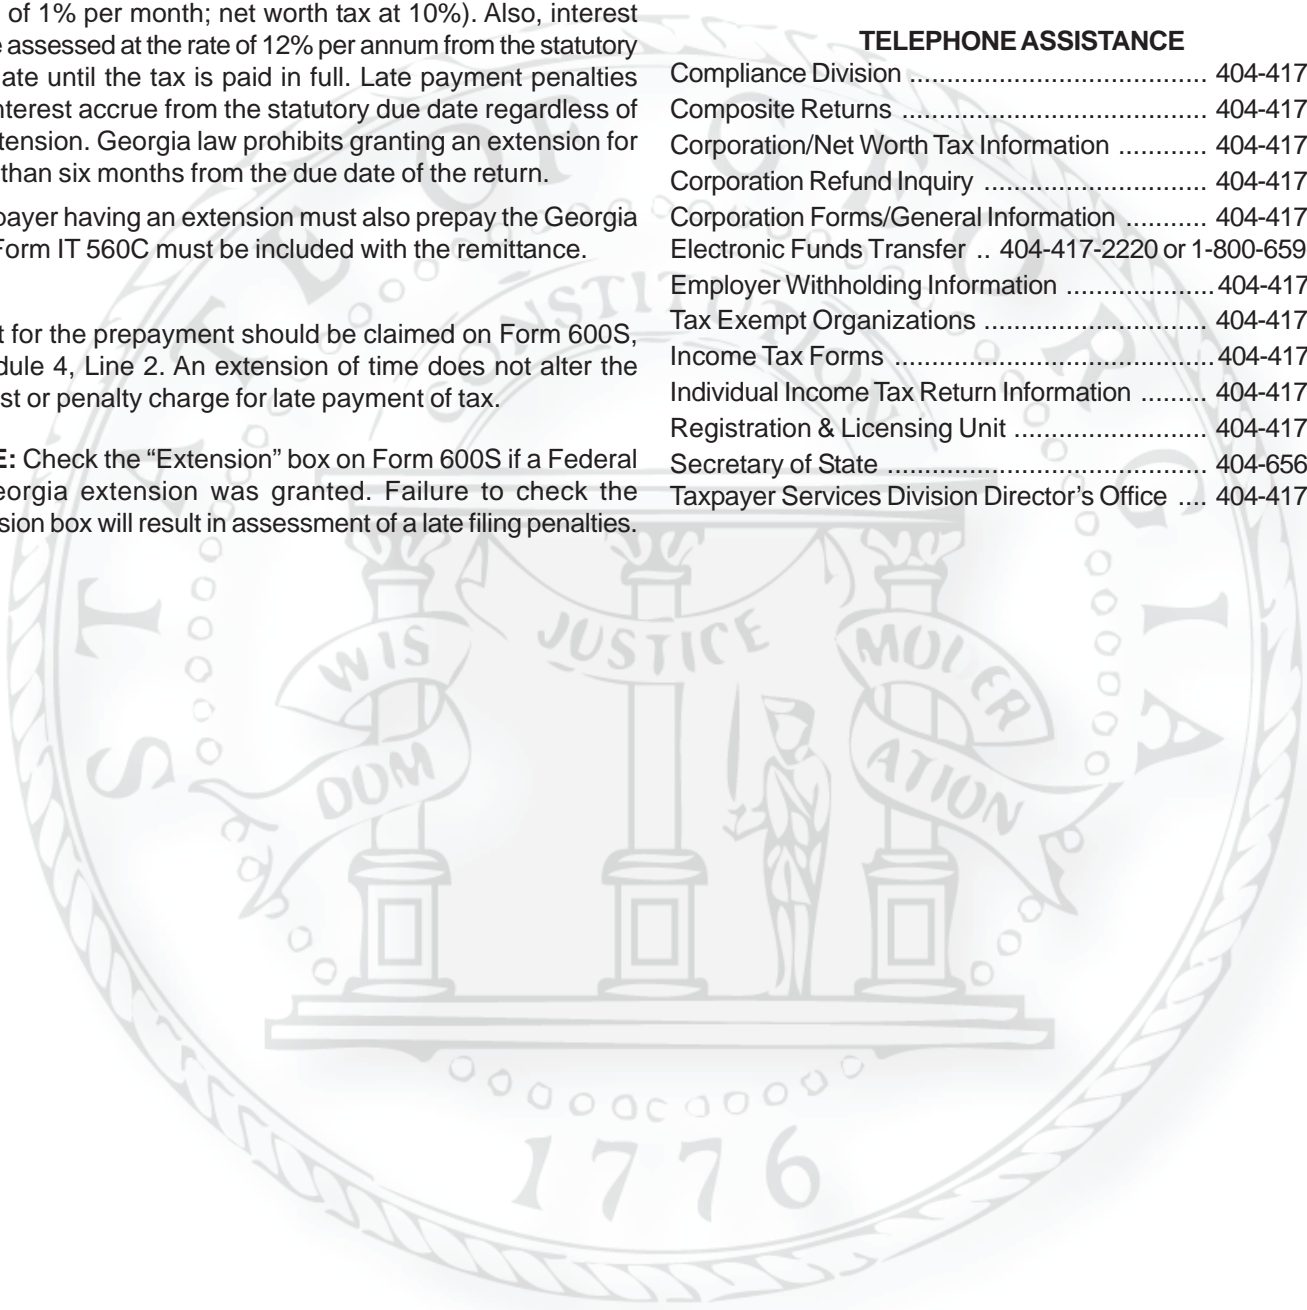 of 1% per month; net worth tax at 10%). Also, interest
assessed at the rate of 12% per annum from the statutory
ate until the tax is paid in full. Late payment penalties
nterest accrue from the statutory due date regardless of
tension. Georgia law prohibits granting an extension for
than six months from the due date of the return.
payer having an extension must also prepay the Georgia
Form IT 560C must be included with the remittance.
t for the prepayment should be claimed on Form 600S,
dule 4, Line 2. An extension of time does not alter the
st or penalty charge for late payment of tax.
E: Check the “Extension” box on Form 600S if a Federal
eorgia extension was granted. Failure to check the
sion box will result in assessment of a late filing penalties.
TELEPHONE ASSISTANCE
Compliance Division ........................................ 404-417
Composite Returns ......................................... 404-417
Corporation/Net Worth Tax Information ............ 404-417
Corporation Refund Inquiry .............................. 404-417
Corporation Forms/General Information ........... 404-417
Electronic Funds Transfer .. 404-417-2220 or 1-800-659
Employer Withholding Information .................... 404-417
Tax Exempt Organizations .............................. 404-417
Income Tax Forms ........................................... 404-417
Individual Income Tax Return Information ......... 404-417
Registration & Licensing Unit .......................... 404-417
Secretary of State ........................................... 404-656
Taxpayer Services Division Director’s Office .... 404-417
STATE OF GEORGIA
CONSTITUTION
WIS
DOM
JUSTICE
MODER
ATION
1776